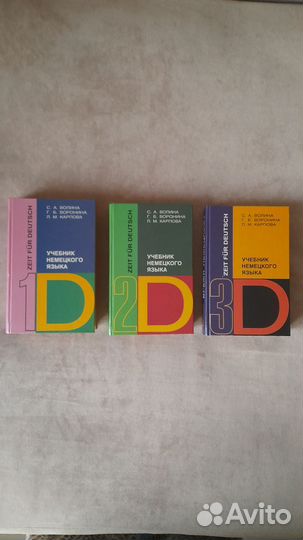 С. А. ВОЛИНА
Г. Б. ВОРОНИНА
Л. М. КАРПОВА
ZEIT FÜR DEUTSCH
УЧЕБНИК
НЕМЕЦКОГО
ЯЗЫКА
1
D
С. А. ВОЛИНА
Г. Б. ВОРОНИНА
Л. М. КАРПОВА
ZEIT FÜR DEUTSCH
УЧЕБНИК
НЕМЕЦКОГО
ЯЗЫКА
2
D
С. А. ВОЛИНА
Г. Б. ВОРОНИНА
Л. М. КАРПОВА
ZEIT FÜR DEUTSCH
УЧЕБНИК
НЕМЕЦКОГО
ЯЗЫКА
3
D
Avito